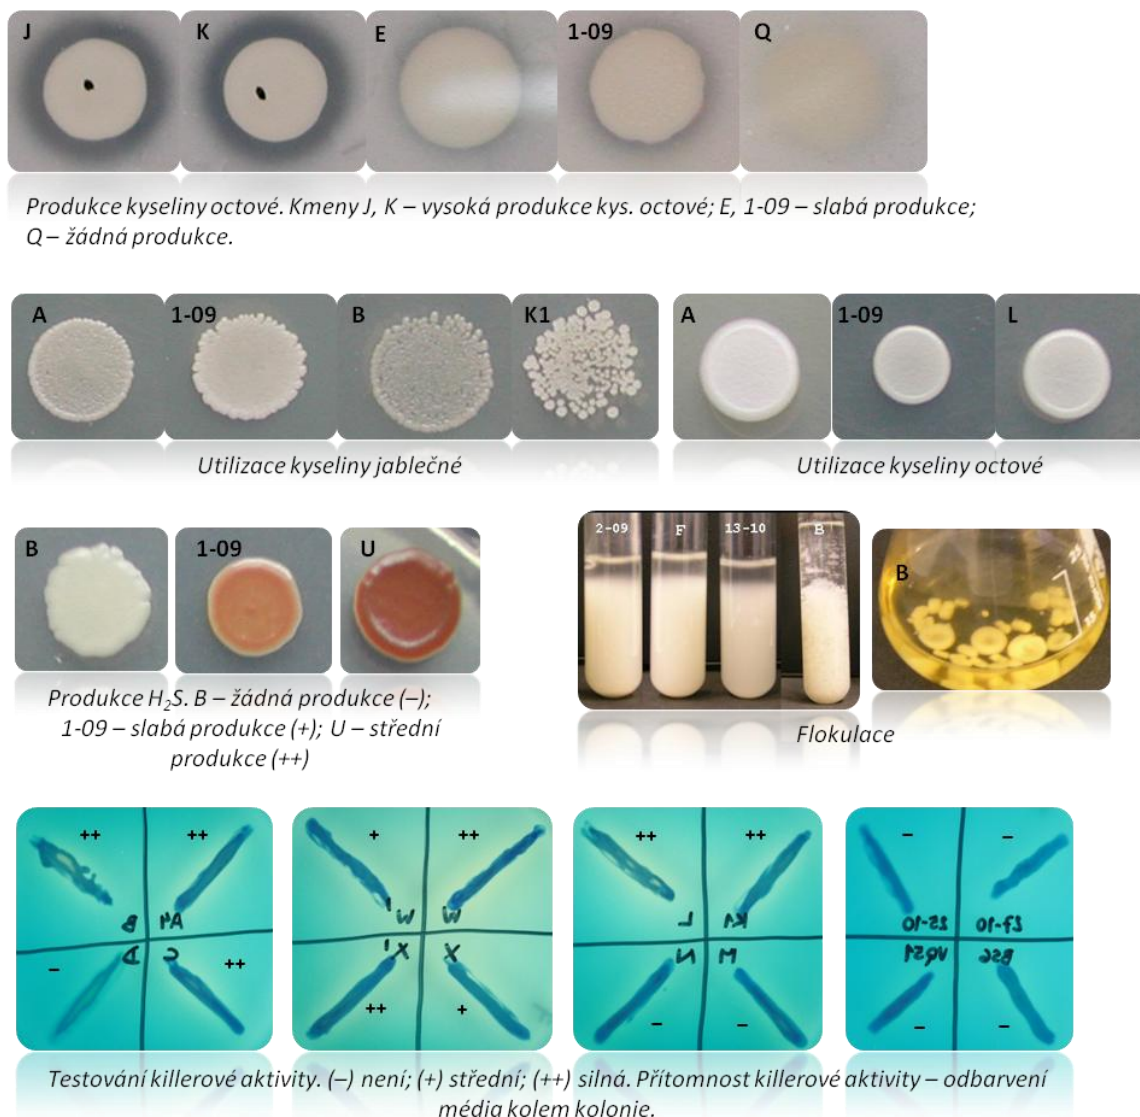 J K E 1-09 Q
Produkce kyseliny octové. Kmeny J, K – vysoká produkce kys. octové; E, 1-09 – slabá produkce;
Q – žádná produkce.
A 1-09 B K1 A 1-09 L
Utilizace kyseliny jablečné
Utilizace kyseliny octové
B 1-09 U
Produkce H₂S. B – žádná produkce (–);
1-09 – slabá produkce (+); U – střední
produkce (++)
2-09 F 13-10 B B
Flokulace
++ ++ + ++ ++ ++ – –
B A1 W' W L K1 25-10 27-10
D C X' X N M VQ51 BS6
– ++ ++ + – – – –
Testování killerové aktivity. (–) není; (+) střední; (++) silná. Přítomnost killerové aktivity – odbarvení
média kolem kolonie.